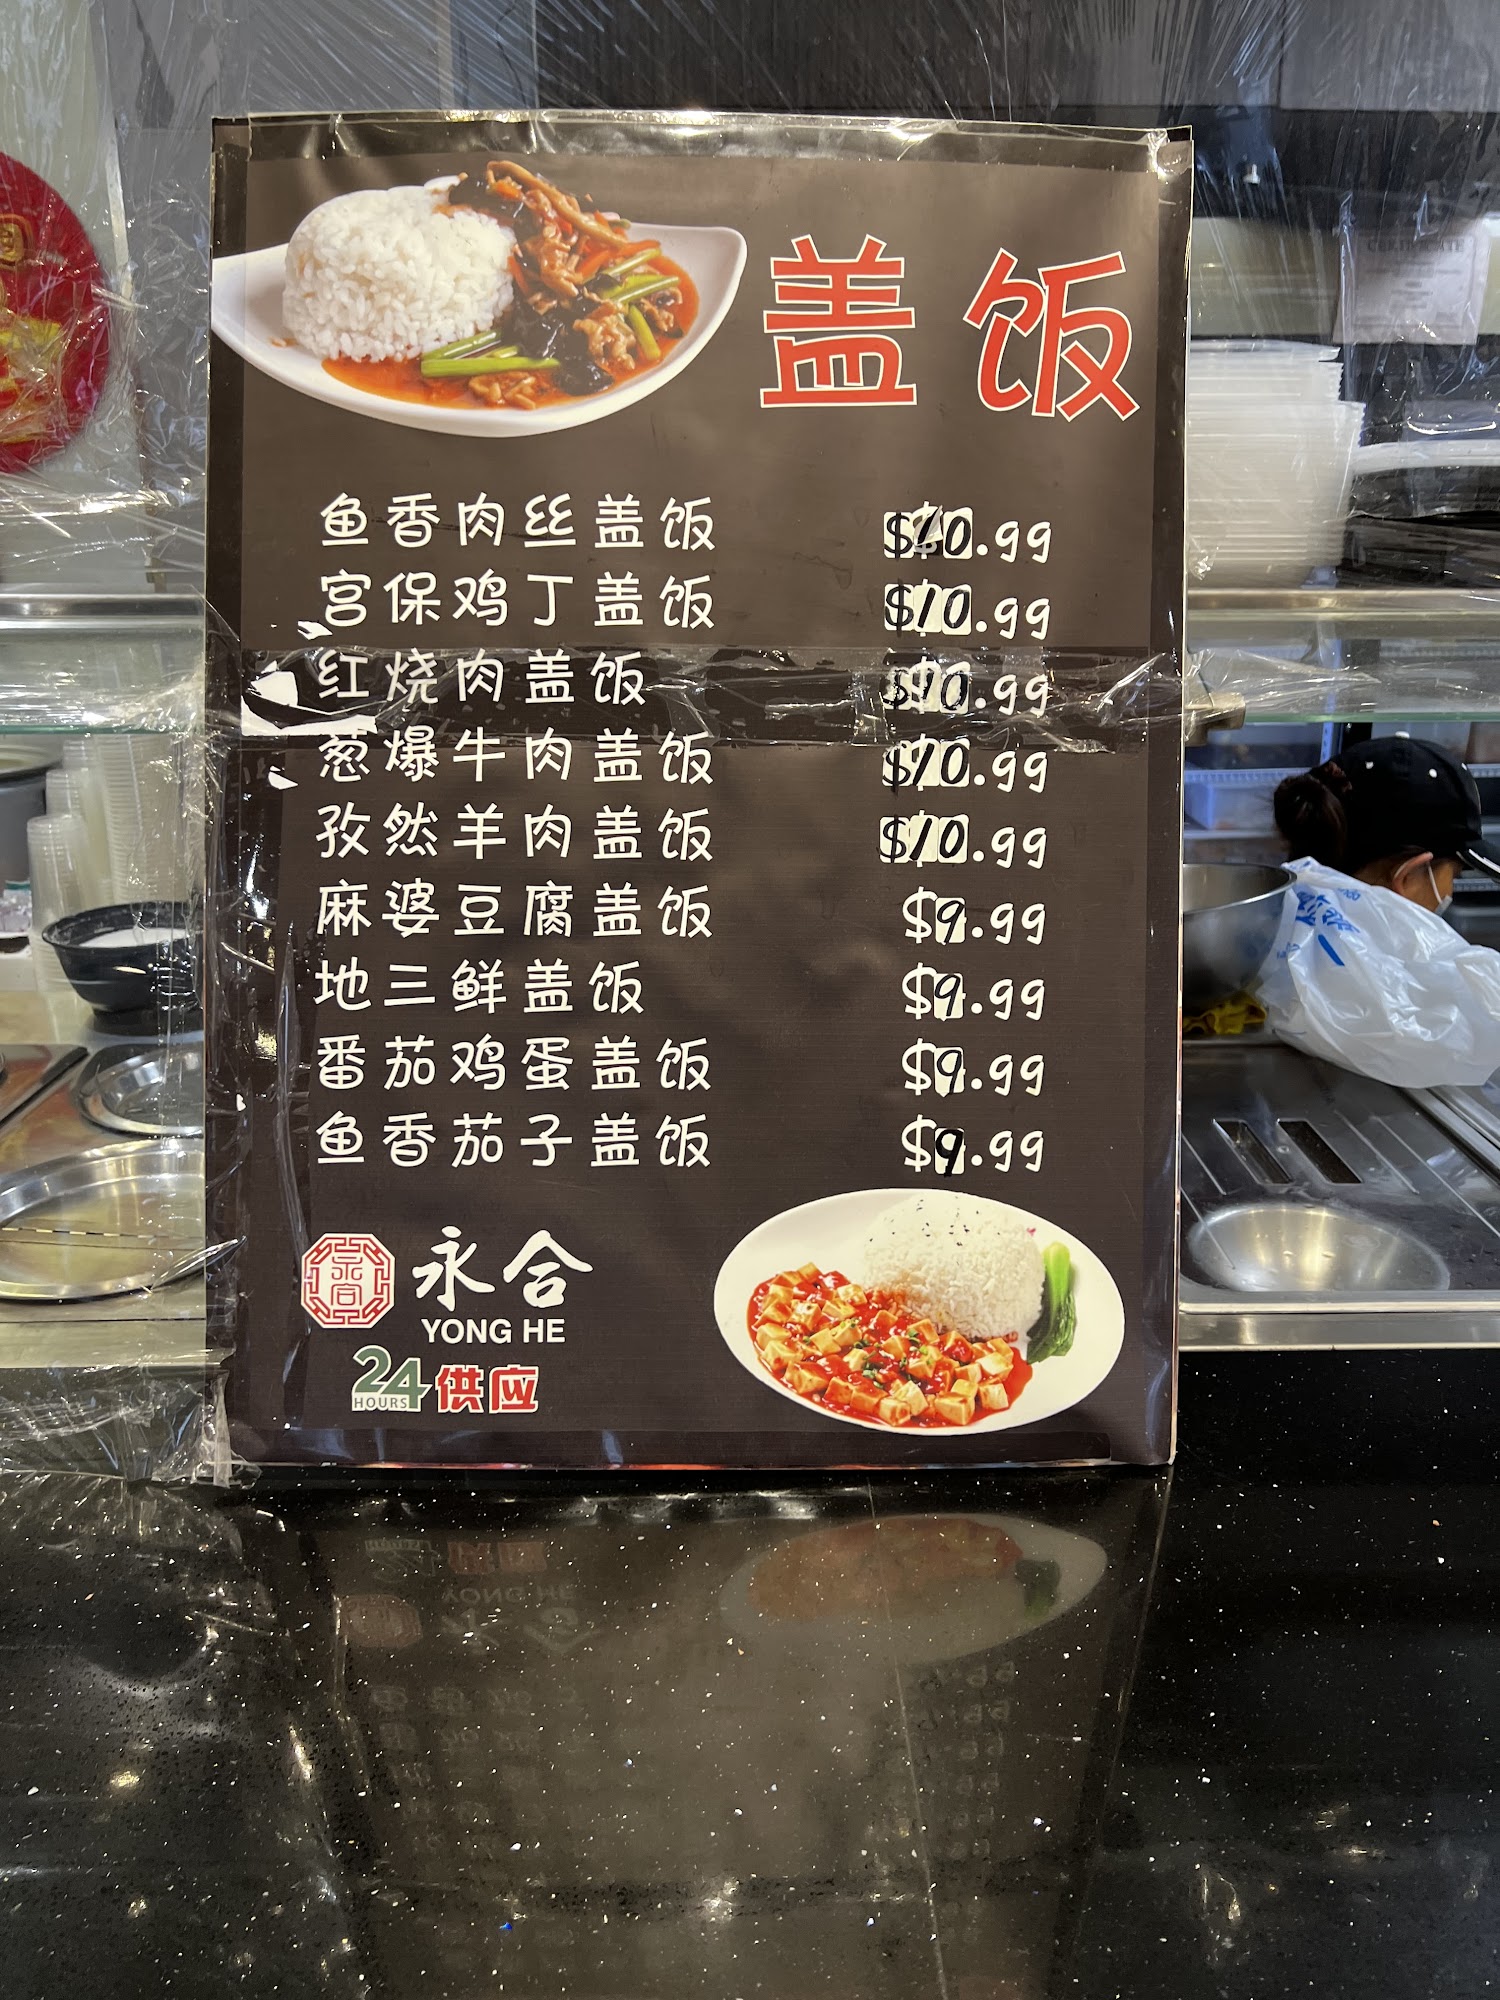 盖饭
鱼香肉丝盖饭 $10.99
宫保鸡丁盖饭 $10.99
红烧肉盖饭 $10.99
葱爆牛肉盖饭 $10.99
孜然羊肉盖饭 $10.99
麻婆豆腐盖饭 $9.99
地三鲜盖饭 $9.99
番茄鸡蛋盖饭 $9.99
鱼香茄子盖饭 $9.99
永合
YONG HE
24 HOURS 供应
CERTIFICATE